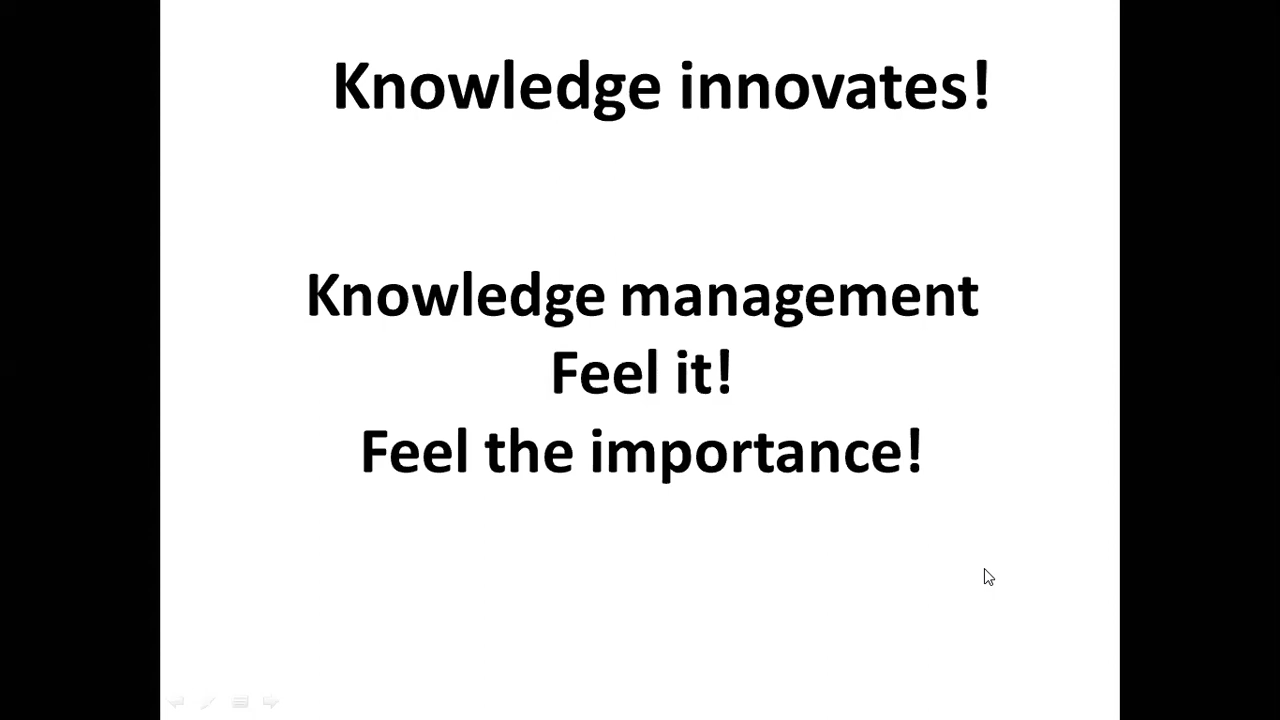 Knowledge innovates!
Knowledge management
Feel it!
Feel the importance!